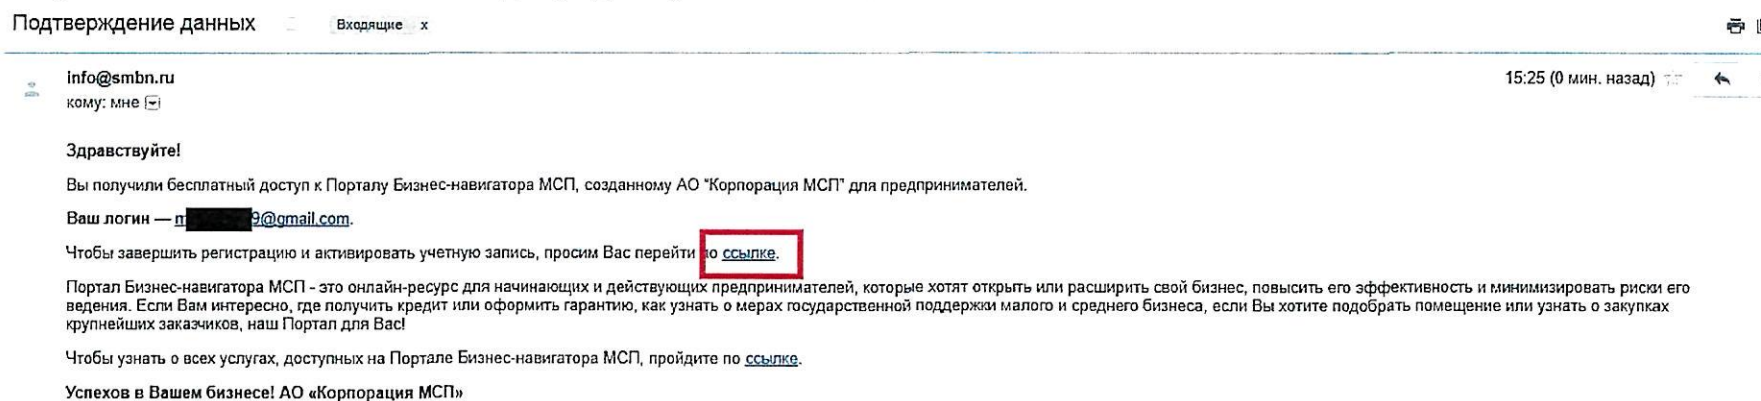 Подтверждение данных Входящие x
info@smbn.ru 15:25 (0 мин. назад)
кому: мне
Здравствуйте!
Вы получили бесплатный доступ к Порталу Бизнес-навигатора МСП, созданному АО "Корпорация МСП" для предпринимателей.
Ваш логин — m 9@gmail.com.
Чтобы завершить регистрацию и активировать учетную запись, просим Вас перейти по ссылке.
Портал Бизнес-навигатора МСП - это онлайн-ресурс для начинающих и действующих предпринимателей, которые хотят открыть или расширить свой бизнес, повысить его эффективность и минимизировать риски его
ведения. Если Вам интересно, где получить кредит или оформить гарантию, как узнать о мерах государственной поддержки малого и среднего бизнеса, если Вы хотите подобрать помещение или узнать о закупках
крупнейших заказчиков, наш Портал для Вас!
Чтобы узнать о всех услугах, доступных на Портале Бизнес-навигатора МСП, пройдите по ссылке.
Успехов в Вашем бизнесе! АО «Корпорация МСП»